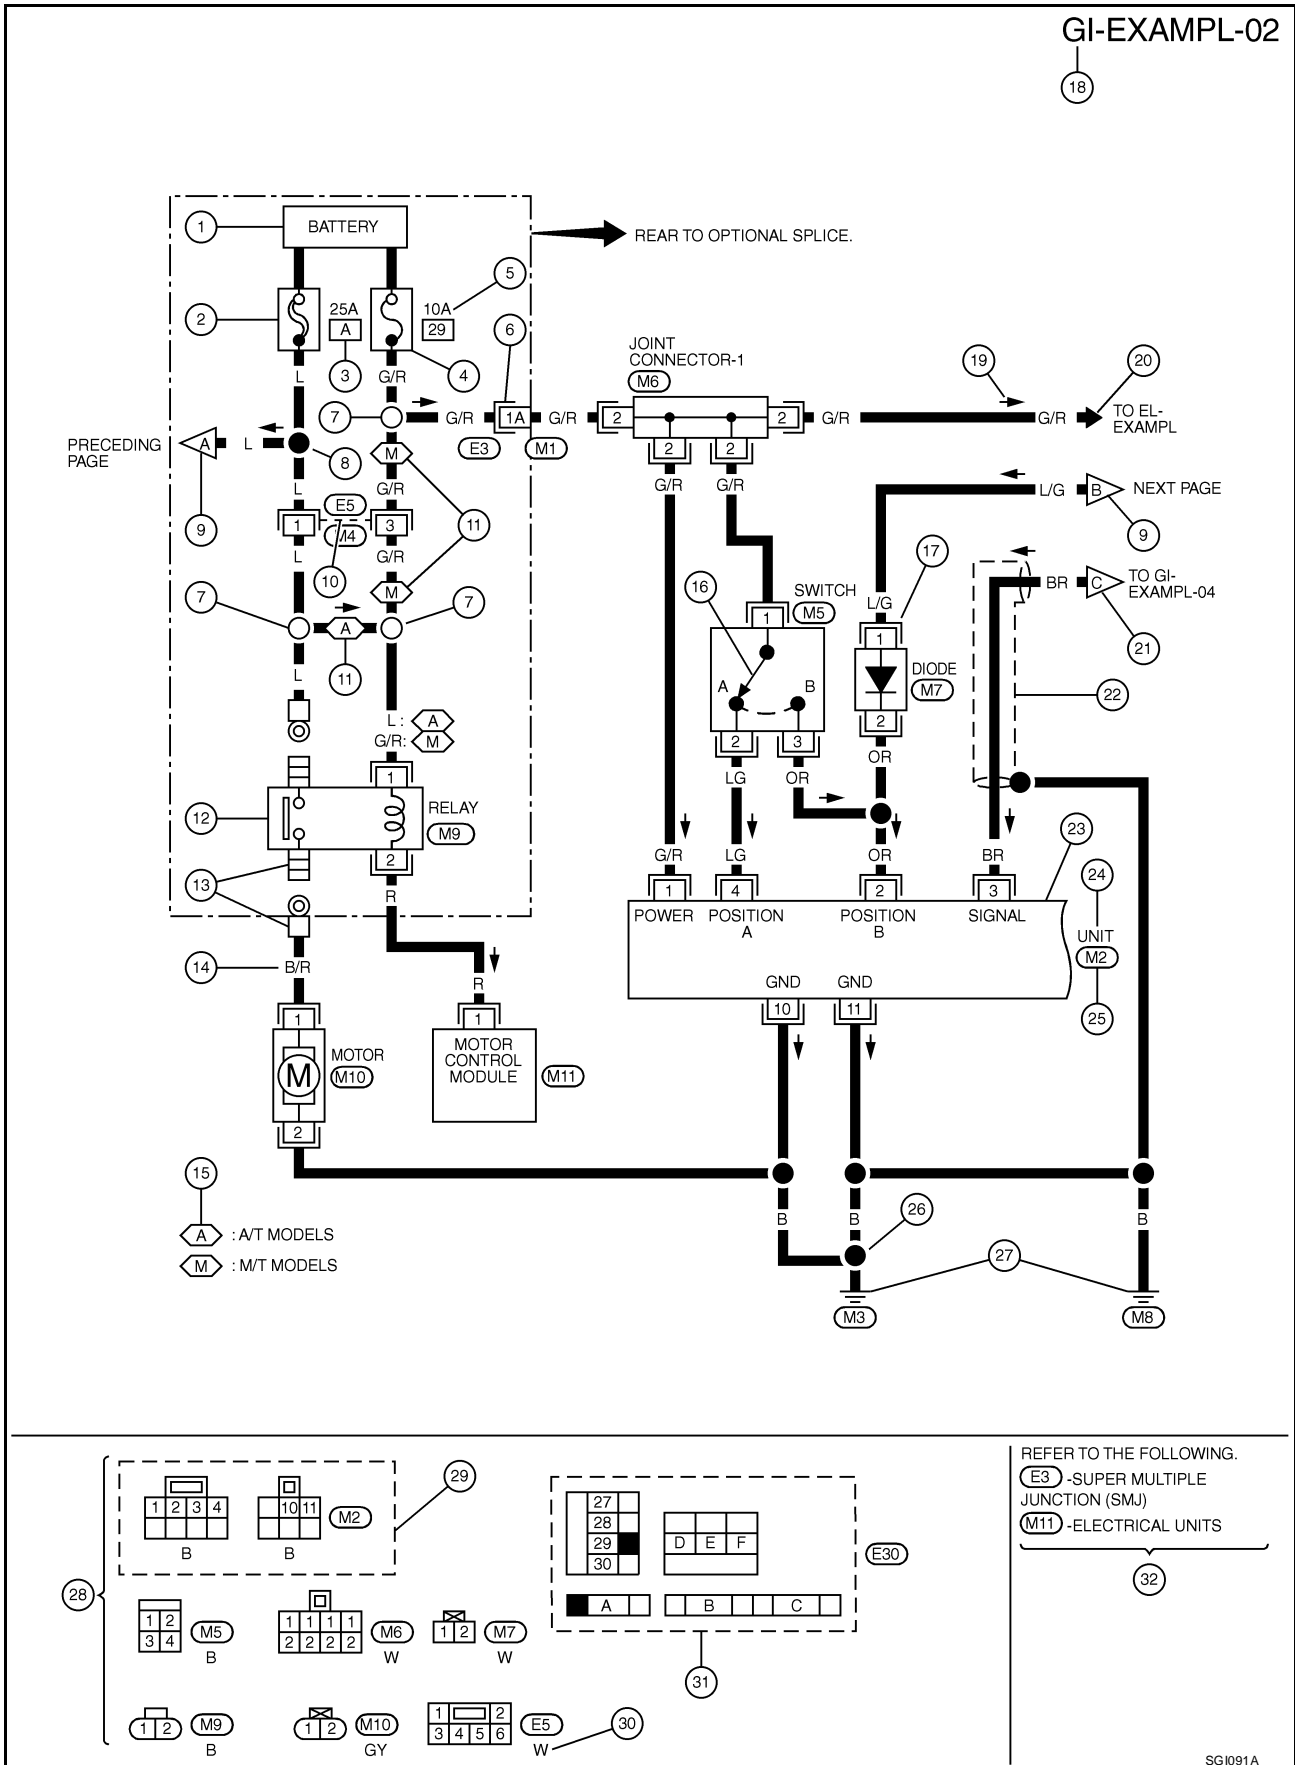 GI-EXAMPL-02
18
1
BATTERY
REAR TO OPTIONAL SPLICE.
5
2
25A
A
10A
29
6
3
4
JOINT
CONNECTOR-1
M6
19
20
L
G/R
7
G/R
1A
G/R
2
2
G/R
G/R
TO EL-
EXAMPL
E3
M1
PRECEDING
PAGE
A
L
8
M
2
2
G/R
G/R
L
G/R
L/G
B
NEXT PAGE
9
1
E5
M4
3
11
9
L
G/R
10
17
BR
C
TO GI-
EXAMPL-04
7
M
7
16
SWITCH
M5
1
L/G
1
21
A
11
L
A
B
DIODE
M7
22
L :
A
G/R:
M
2
3
2
1
LG
OR
OR
12
RELAY
M9
23
2
G/R
LG
OR
BR
24
13
R
1
4
2
3
POWER
POSITION
A
POSITION
B
SIGNAL
UNIT
M2
14
B/R
R
GND
GND
10
11
25
1
1
MOTOR
M10
M
MOTOR
CONTROL
MODULE
M11
2
15
A
: A/T MODELS
M
: M/T MODELS
B
B
B
26
27
M3
M8
28
1 2 3 4
10 11
M2
B
B
29
27
28
29
30
D E F
E30
A
B
C
31
1 2
3 4
M5
B
1 1 1 1
2 2 2 2
M6
W
1 2
M7
W
1 2
M9
B
1 2
M10
GY
1 2
3 4 5 6
E5
W
30
REFER TO THE FOLLOWING.
E3 -SUPER MULTIPLE
JUNCTION (SMJ)
M11 -ELECTRICAL UNITS
32
SGI091A